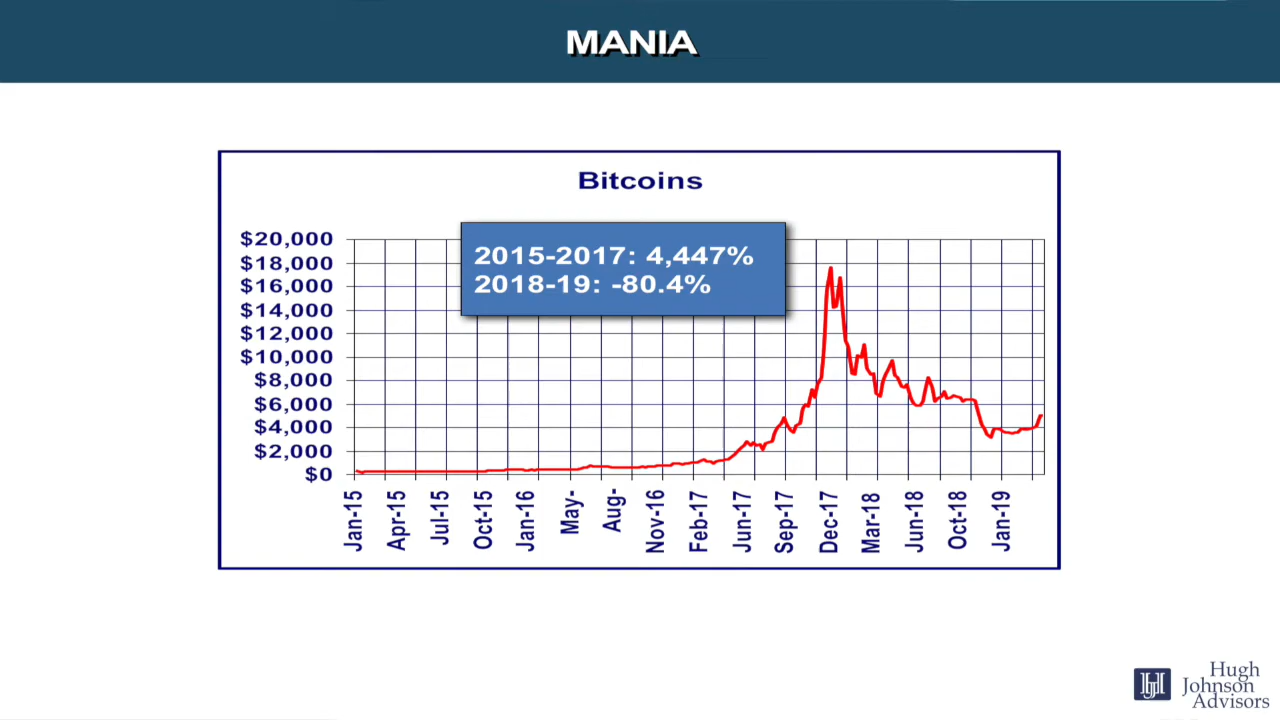 MANIA
Bitcoins
2015-2017: 4,447%
2018-19: -80.4%
$20,000
$18,000
$16,000
$14,000
$12,000
$10,000
$8,000
$6,000
$4,000
$2,000
$0
Jan-15
Apr-15
Jul-15
Oct-15
Jan-16
May-
Aug-
Nov-16
Feb-17
Jun-17
Sep-17
Dec-17
Mar-18
Jun-18
Oct-18
Jan-19
HJ
Hugh
Johnson
Advisors